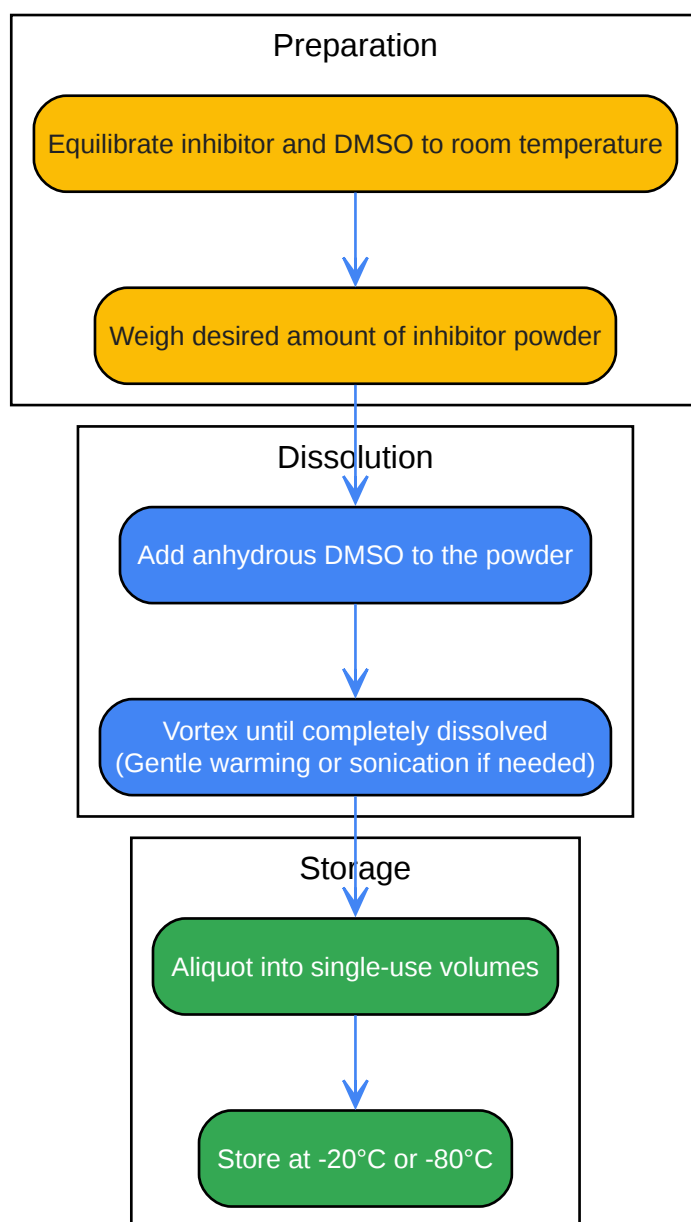 Preparation
Equilibrate inhibitor and DMSO to room temperature
Weigh desired amount of inhibitor powder
Dissolution
Add anhydrous DMSO to the powder
Vortex until completely dissolved
(Gentle warming or sonication if needed)
Storage
Aliquot into single-use volumes
Store at -20°C or -80°C